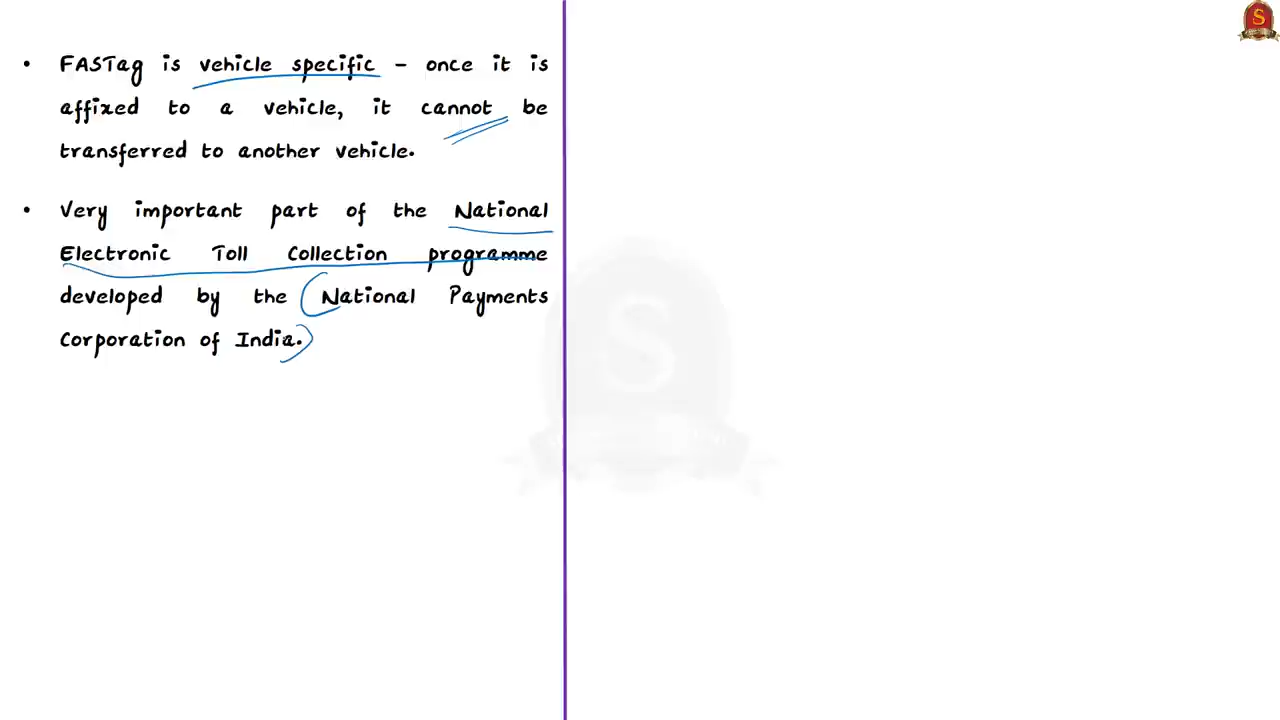 • FASTag is vehicle specific – once it is
affixed to a vehicle, it cannot be
transferred to another vehicle.
• Very important part of the National
Electronic Toll Collection programme
developed by the National Payments
Corporation of India.
S
S